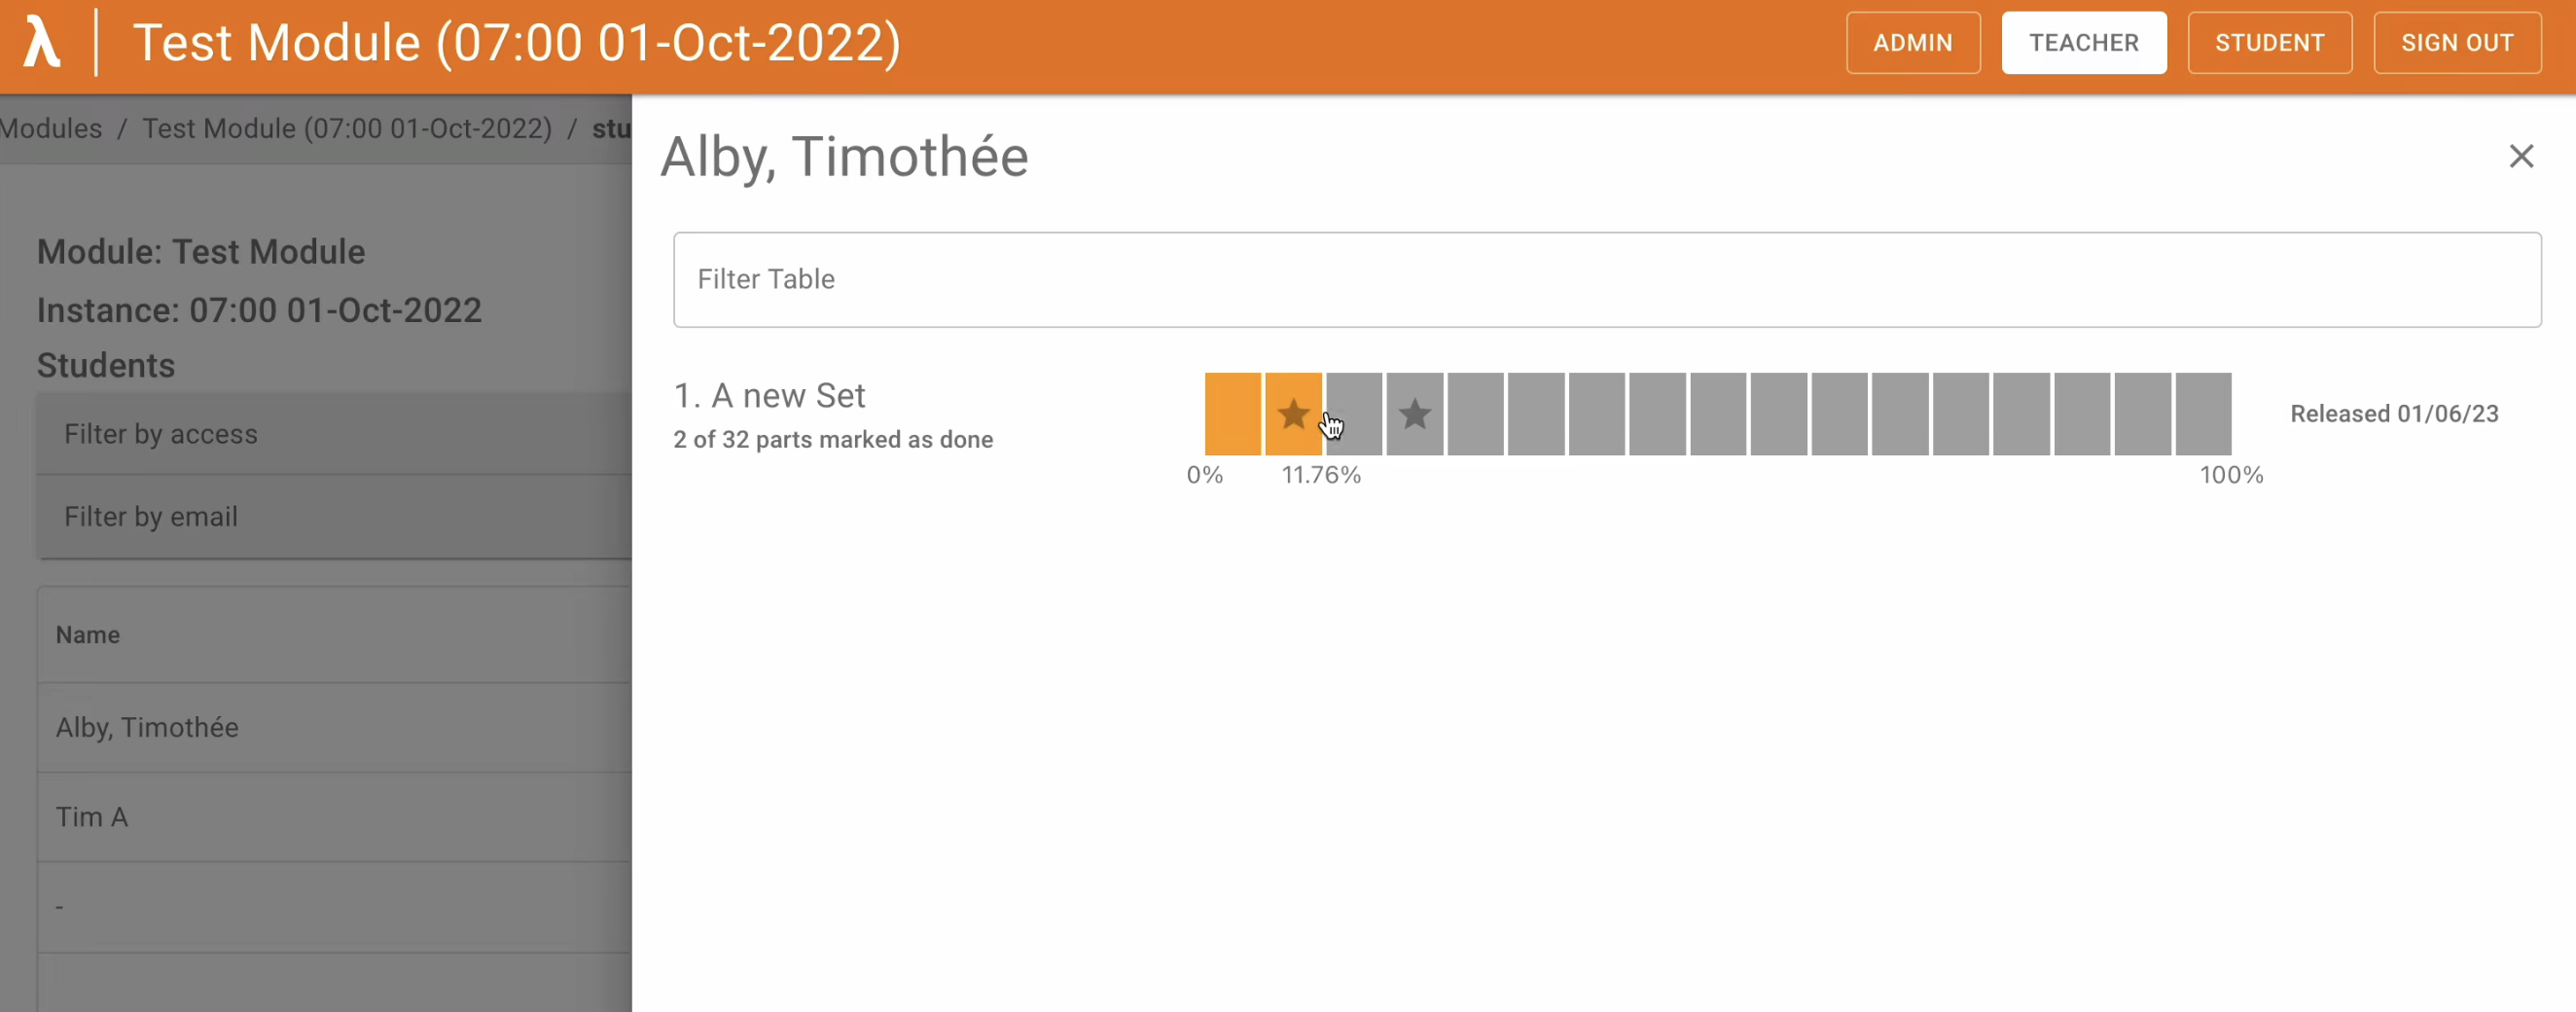 λ Test Module (07:00 01-Oct-2022) ADMIN TEACHER STUDENT SIGN OUT
Modules / Test Module (07:00 01-Oct-2022) / stu
Alby, Timothée
Module: Test Module
Instance: 07:00 01-Oct-2022
Students
Filter by access
Filter by email
Name
Alby, Timothée
Tim A
-
Filter Table
1. A new Set
2 of 32 parts marked as done
0% 11.76% 100%
Released 01/06/23